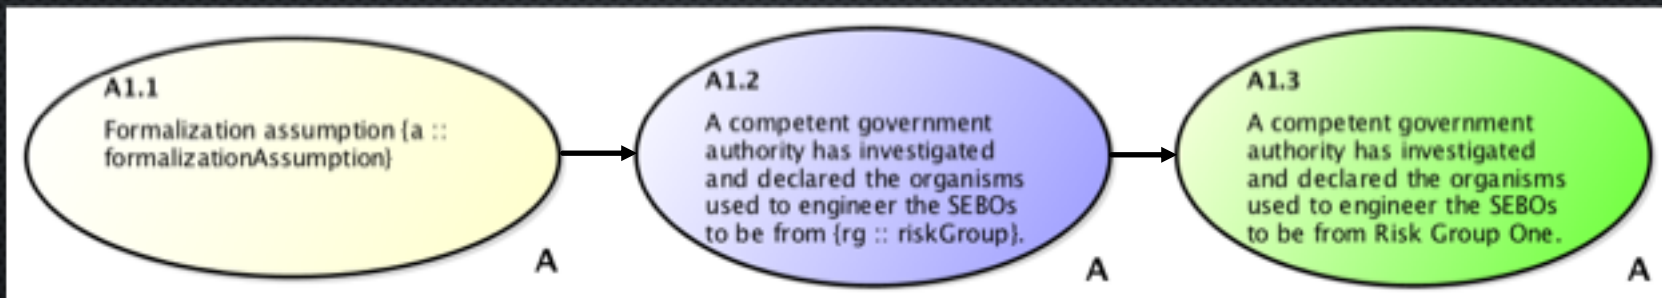 A1.1
Formalization assumption {a ::
formalizationAssumption}
A
A1.2
A competent government
authority has investigated
and declared the organisms
used to engineer the SEBOs
to be from {rg :: riskGroup}.
A
A1.3
A competent government
authority has investigated
and declared the organisms
used to engineer the SEBOs
to be from Risk Group One.
A